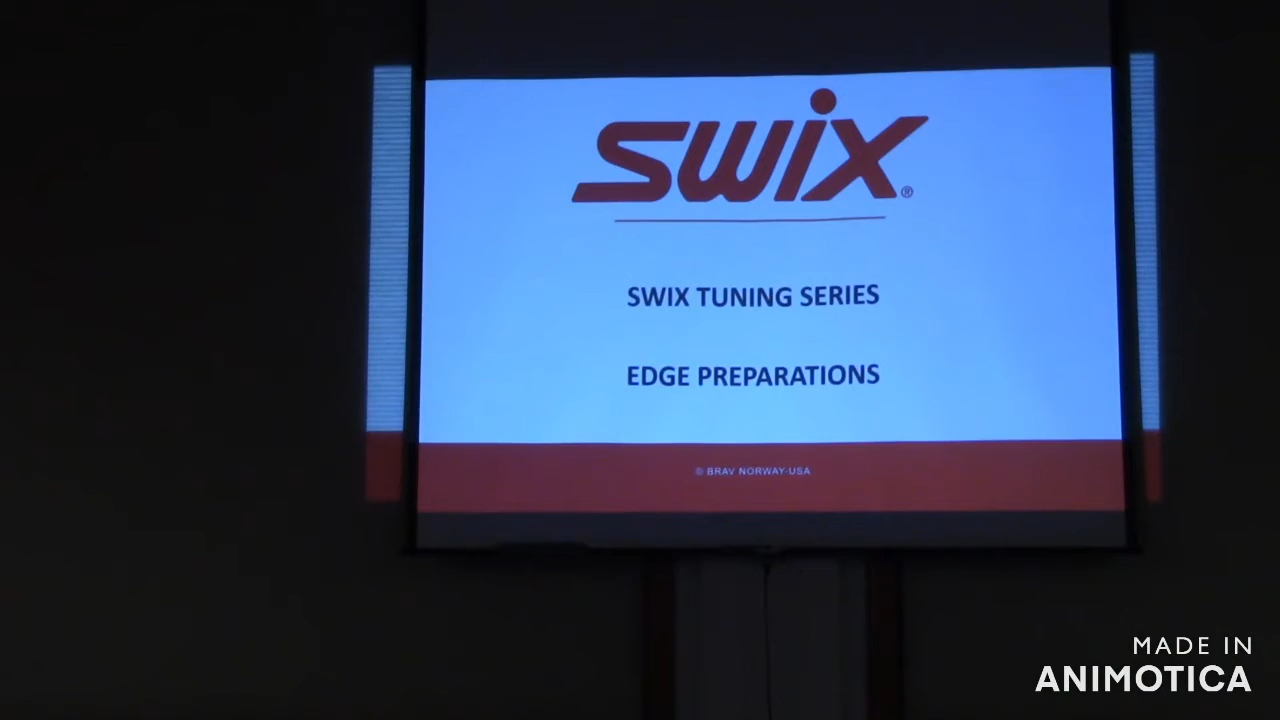 SWIX®
SWIX TUNING SERIES
EDGE PREPARATIONS
© BRAV NORWAY-USA
MADE IN
ANIMOTICA